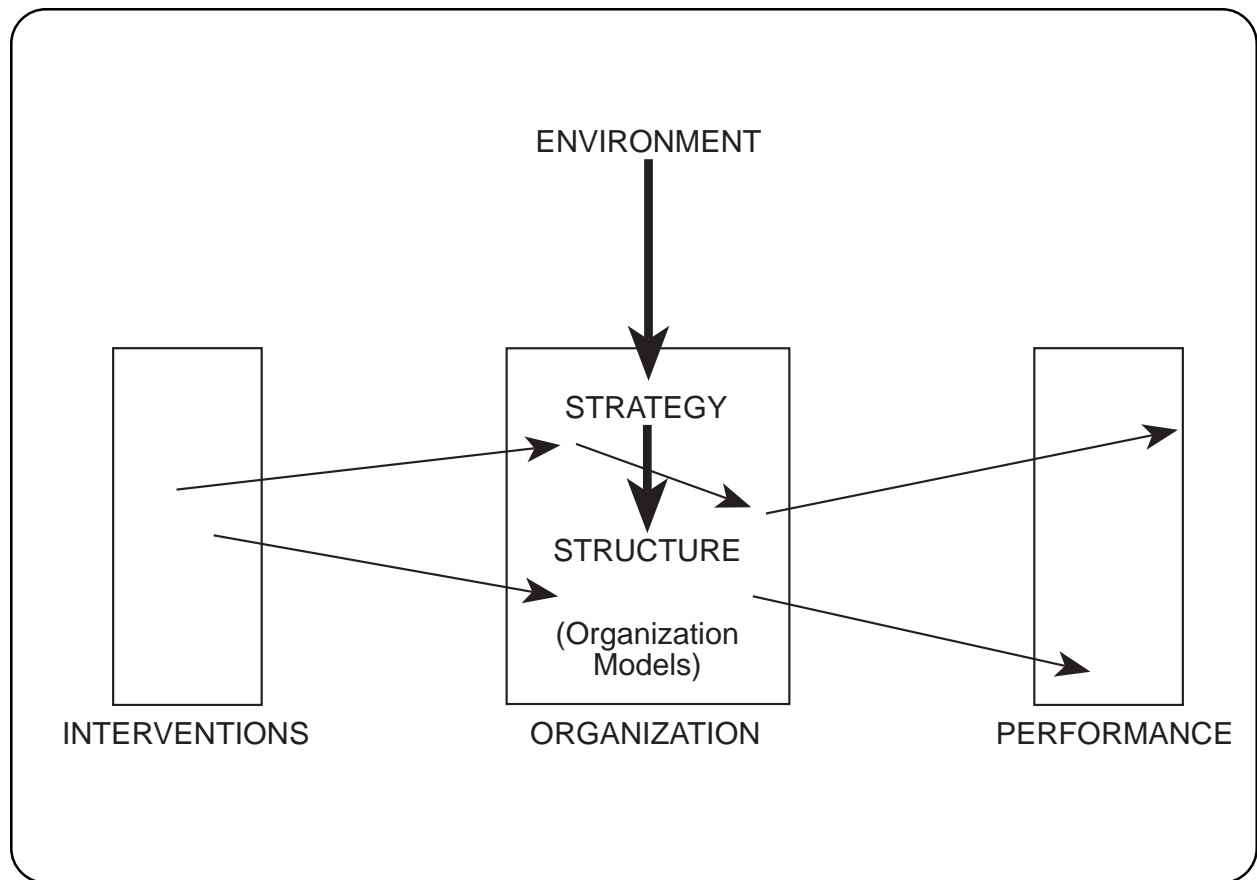 ENVIRONMENT
STRATEGY
STRUCTURE
(Organization
Models)
INTERVENTIONS
ORGANIZATION
PERFORMANCE